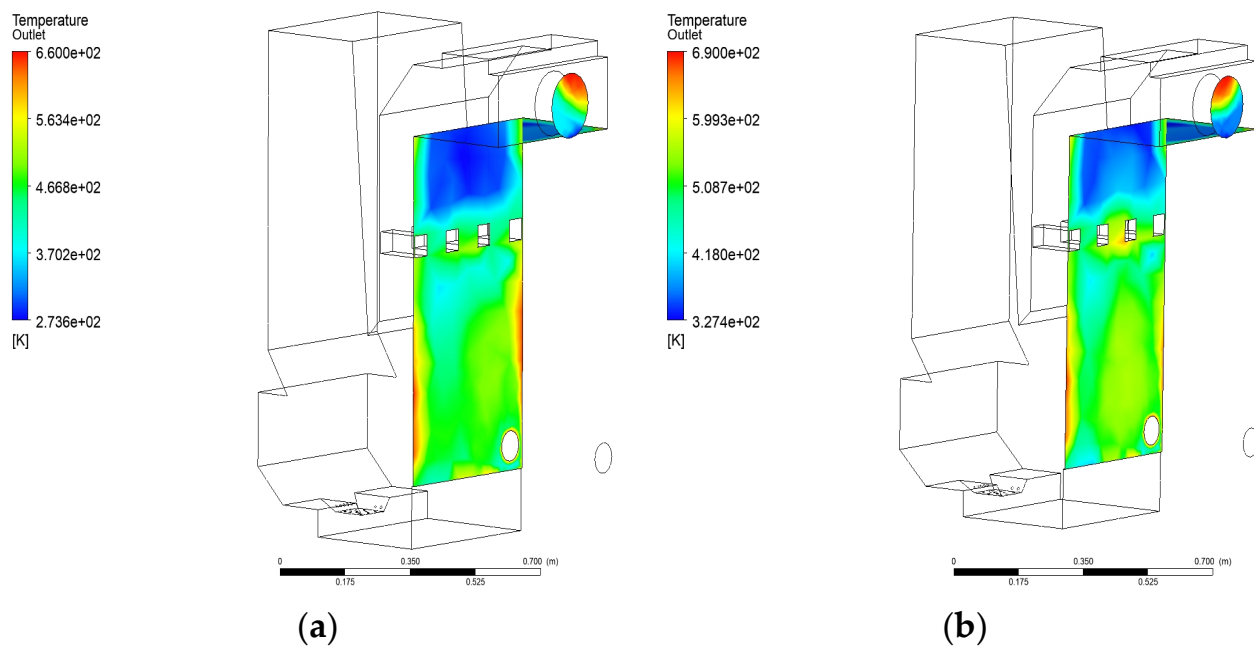 Temperature
Outlet
6.600e+02
5.634e+02
4.668e+02
3.702e+02
2.736e+02
[K]
0 0.350 0.700 (m)
0.175 0.525
(a)
Temperature
Outlet
6.900e+02
5.993e+02
5.087e+02
4.180e+02
3.274e+02
[K]
0 0.350 0.700 (m)
0.175 0.525
(b)